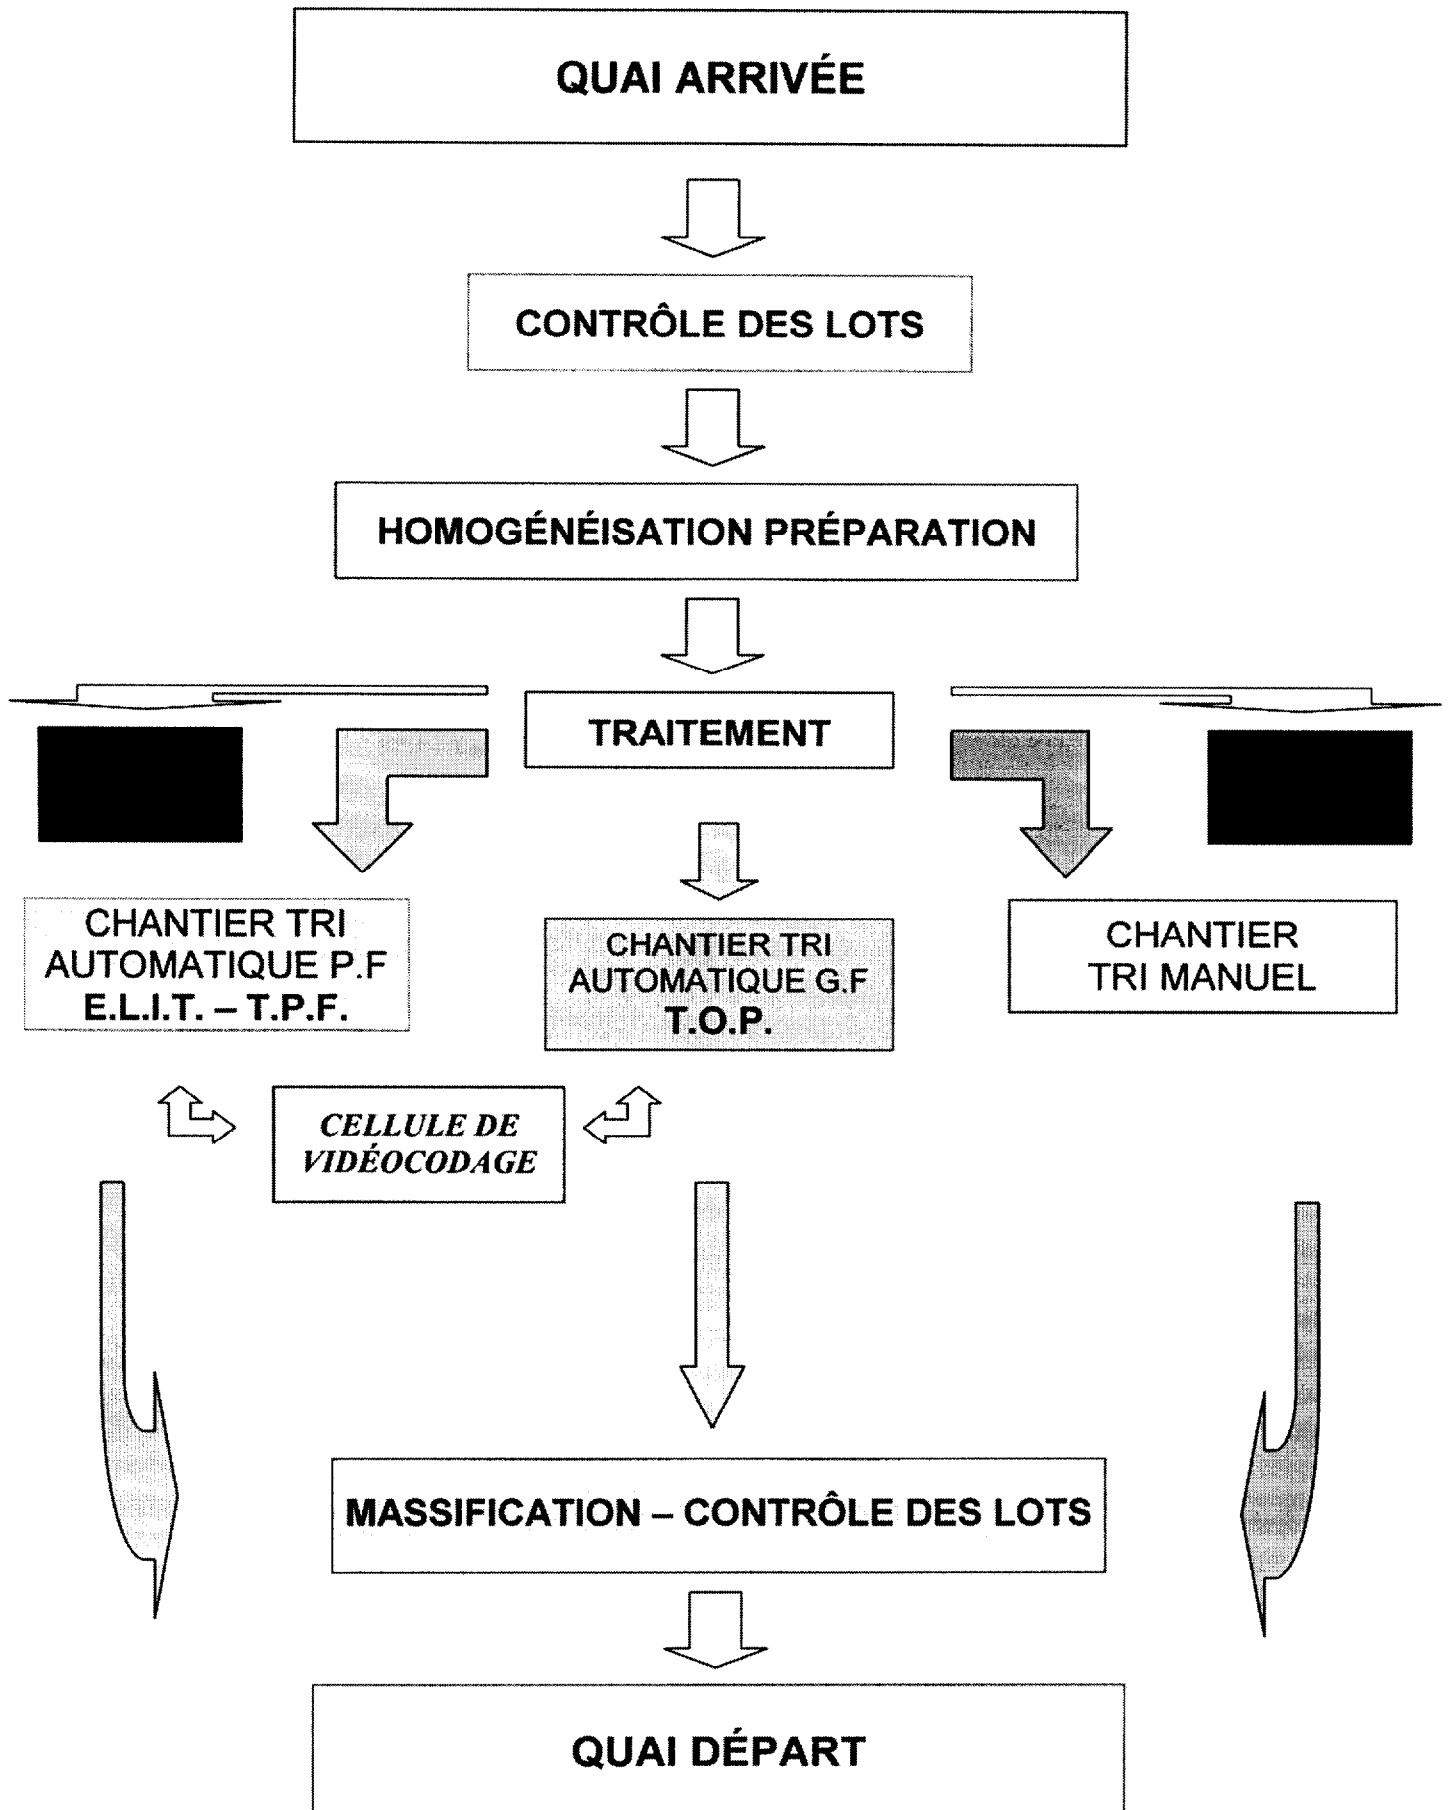 QUAI ARRIVÉE
CONTRÔLE DES LOTS
HOMOGÉNÉISATION PRÉPARATION
TRAITEMENT
CHANTIER TRI
AUTOMATIQUE P.F
E.L.I.T. – T.P.F.
CHANTIER TRI
AUTOMATIQUE G.F
T.O.P.
CHANTIER
TRI MANUEL
CELLULE DE
VIDÉOCODAGE
MASSIFICATION – CONTRÔLE DES LOTS
QUAI DÉPART